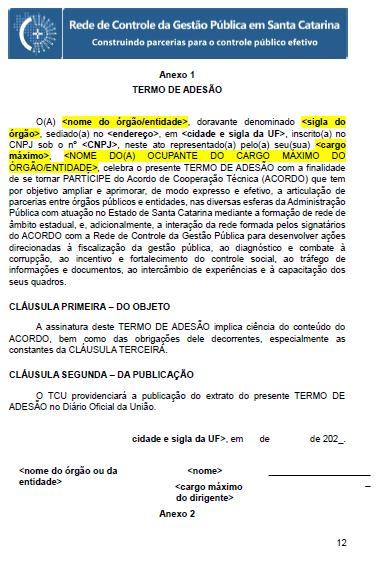 Rede de Controle da Gestão Pública em Santa Catarina
Construindo parcerias para o controle público efetivo
Anexo 1
TERMO DE ADESÃO
O(A) <nome do órgão/entidade>, doravante denominado <sigla do
órgão>, sediado(a) no <endereço>, em <cidade e sigla da UF>, inscrito(a) no
CNPJ sob o nº <CNPJ>, neste ato representado(a) pelo(a) seu(sua) <cargo
máximo>, <NOME DO(A) OCUPANTE DO CARGO MÁXIMO DO
ÓRGÃO/ENTIDADE>, celebra o presente TERMO DE ADESÃO com a finalidade
de se tornar PARTÍCIPE do Acordo de Cooperação Técnica (ACORDO) que tem
por objetivo ampliar e aprimorar, de modo expresso e efetivo, a articulação de
parcerias entre órgãos públicos e entidades, nas diversas esferas da Administração
Pública com atuação no Estado de Santa Catarina mediante a formação de rede de
âmbito estadual, e, adicionalmente, a interação da rede formada pelos signatários
do ACORDO com a Rede de Controle da Gestão Pública para desenvolver ações
direcionadas à fiscalização da gestão pública, ao diagnóstico e combate à
corrupção, ao incentivo e fortalecimento do controle social, ao tráfego de
informações e documentos, ao intercâmbio de experiências e à capacitação dos
seus quadros.
CLÁUSULA PRIMEIRA – DO OBJETO
A assinatura deste TERMO DE ADESÃO implica ciência do conteúdo do
ACORDO, bem como das obrigações dele decorrentes, especialmente as
constantes da CLÁUSULA TERCEIRA.
CLÁUSULA SEGUNDA – DA PUBLICAÇÃO
O TCU providenciará a publicação do extrato do presente TERMO DE
ADESÃO no Diário Oficial da União.
cidade e sigla da UF>, em de de 202_.
<nome do órgão ou da <nome> ____________________
entidade> <cargo máximo –
do dirigente>
Anexo 2
12